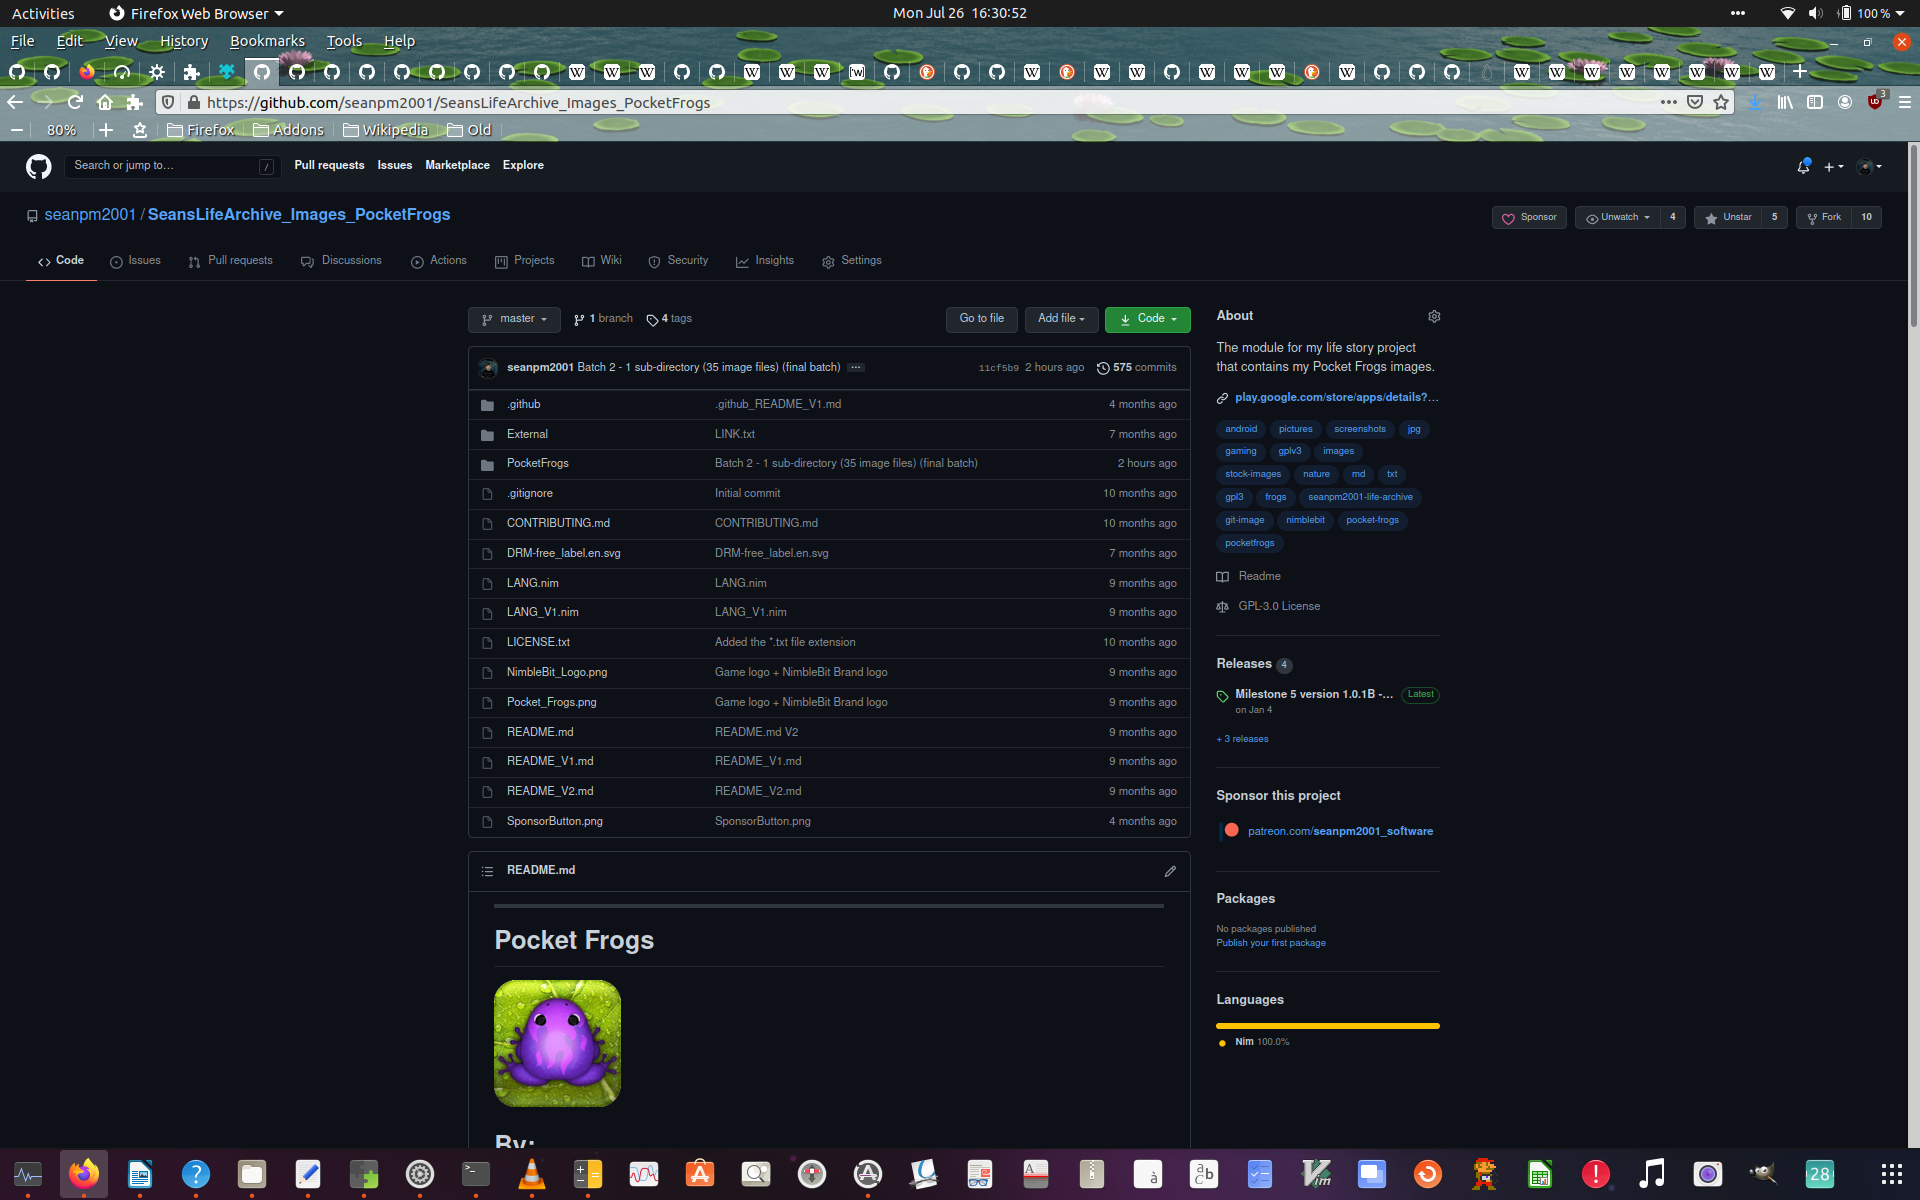 Activities Firefox Web Browser Mon Jul 26 16:30:52 100 %
File Edit View History Bookmarks Tools Help
https://github.com/seanpm2001/SeansLifeArchive_Images_PocketFrogs 3
80% Firefox Addons Wikipedia Old
Search or jump to… / Pull requests Issues Marketplace Explore
seanpm2001 / SeansLifeArchive_Images_PocketFrogs Sponsor Unwatch 4 Unstar 5 Fork 10
Code Issues Pull requests Discussions Actions Projects Wiki Security Insights Settings
master 1 branch 4 tags Go to file Add file Code
seanpm2001 Batch 2 - 1 sub-directory (35 image files) (final batch) ... 11cf5b9 2 hours ago 575 commits
.github .github_README_V1.md 4 months ago
External LINK.txt 7 months ago
PocketFrogs Batch 2 - 1 sub-directory (35 image files) (final batch) 2 hours ago
.gitignore Initial commit 10 months ago
CONTRIBUTING.md CONTRIBUTING.md 10 months ago
DRM-free_label.en.svg DRM-free_label.en.svg 7 months ago
LANG.nim LANG.nim 9 months ago
LANG_V1.nim LANG_V1.nim 9 months ago
LICENSE.txt Added the *.txt file extension 10 months ago
NimbleBit_Logo.png Game logo + NimbleBit Brand logo 9 months ago
Pocket_Frogs.png Game logo + NimbleBit Brand logo 9 months ago
README.md README.md V2 9 months ago
README_V1.md README_V1.md 9 months ago
README_V2.md README_V2.md 9 months ago
SponsorButton.png SponsorButton.png 4 months ago
README.md
Pocket Frogs
By:
About
The module for my life story project
that contains my Pocket Frogs images.
play.google.com/store/apps/details?…
android pictures screenshots jpg
gaming gplv3 images
stock-images nature md txt
gpl3 frogs seanpm2001-life-archive
git-image nimblebit pocket-frogs
pocketfrogs
Readme
GPL-3.0 License
Releases 4
Milestone 5 version 1.0.1B -... Latest
on Jan 4
+ 3 releases
Sponsor this project
patreon.com/seanpm2001_software
Packages
No packages published
Publish your first package
Languages
Nim 100.0%
28